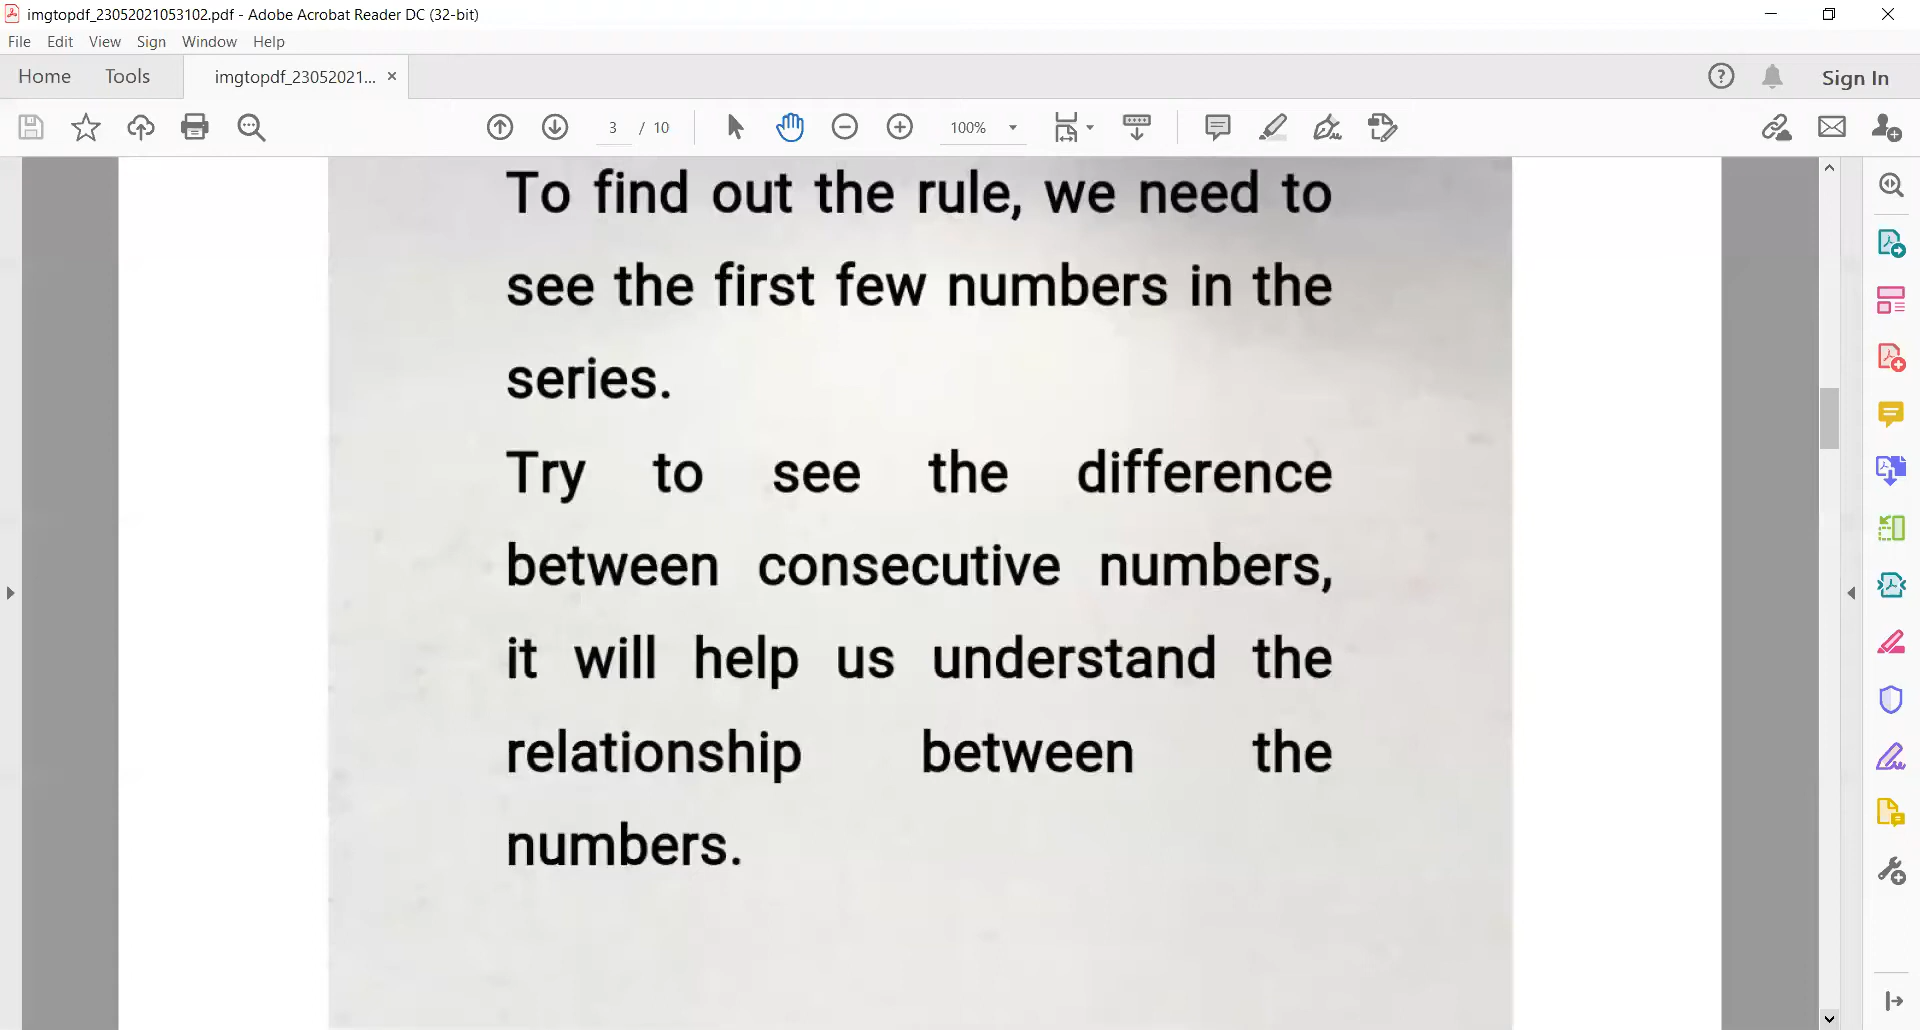 imgtopdf_23052021053102.pdf - Adobe Acrobat Reader DC (32-bit)
File Edit View Sign Window Help
Home Tools imgtopdf_23052021... × Sign In
3 / 10 100%
To find out the rule, we need to
see the first few numbers in the
series.
Try to see the difference
between consecutive numbers,
it will help us understand the
relationship between the
numbers.